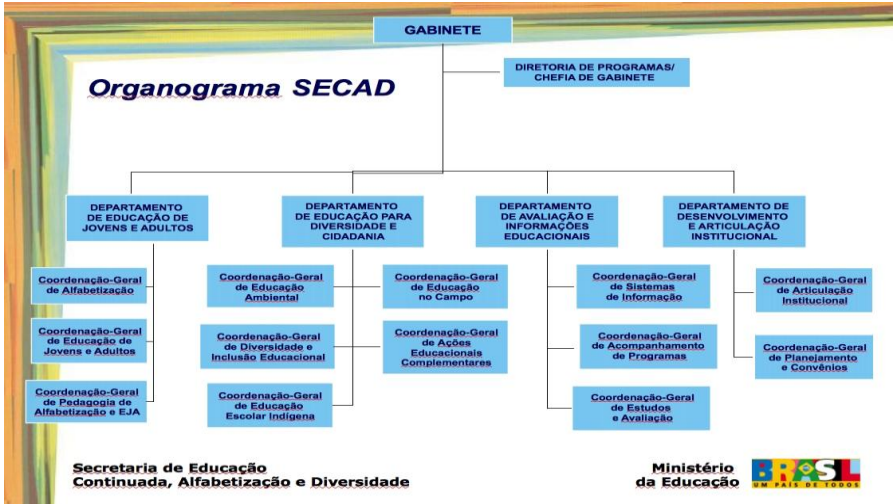 GABINETE
DIRETORIA DE PROGRAMAS/
CHEFIA DE GABINETE
Organograma SECAD
DEPARTAMENTO
DE EDUCAÇÃO DE
JOVENS E ADULTOS
DEPARTAMENTO
DE EDUCAÇÃO PARA
DIVERSIDADE E
CIDADANIA
DEPARTAMENTO
DE AVALIAÇÃO E
INFORMAÇÕES
EDUCACIONAIS
DEPARTAMENTO DE
DESENVOLVIMENTO
E ARTICULAÇÃO
INSTITUCIONAL
Coordenação-Geral
de Alfabetização
Coordenação-Geral
de Educação
Ambiental
Coordenação-Geral
de Educação
no Campo
Coordenação-Geral
de Sistemas
de Informação
Coordenação-Geral
de Articulação
Institucional
Coordenação-Geral
de Educação de
Jovens e Adultos
Coordenação-Geral
de Diversidade e
Inclusão Educacional
Coordenação-Geral
de Ações
Educacionais
Complementares
Coordenação-Geral
de Acompanhamento
de Programas
Coordenação-Geral
de Planejamento
e Convênios
Coordenação-Geral
de Pedagogia de
Alfabetização e EJA
Coordenação-Geral
de Educação
Escolar Indígena
Coordenação-Geral
de Estudos
e Avaliação
Secretaria de Educação
Continuada, Alfabetização e Diversidade
Ministério
da Educação
BRASIL
UM PAÍS DE TODOS